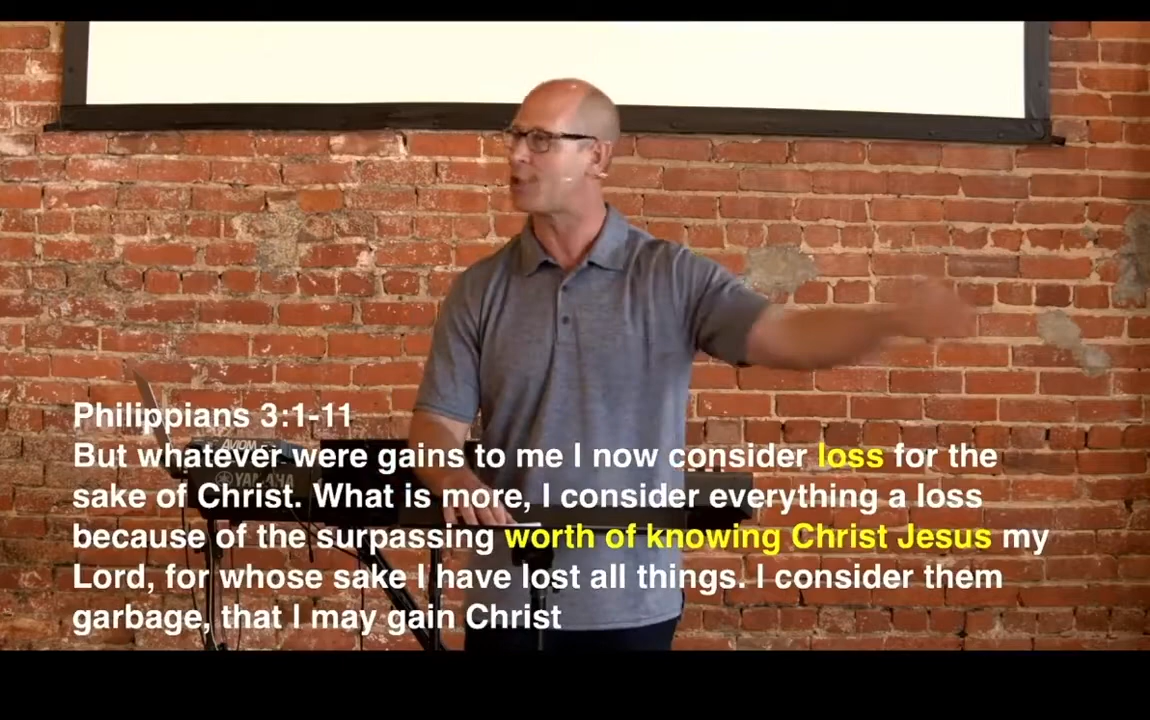 Philippians 3:1-11
But whatever were gains to me I now consider loss for the
sake of Christ. What is more, I consider everything a loss
because of the surpassing worth of knowing Christ Jesus my
Lord, for whose sake I have lost all things. I consider them
garbage, that I may gain Christ
AVIOM
YAMAHA